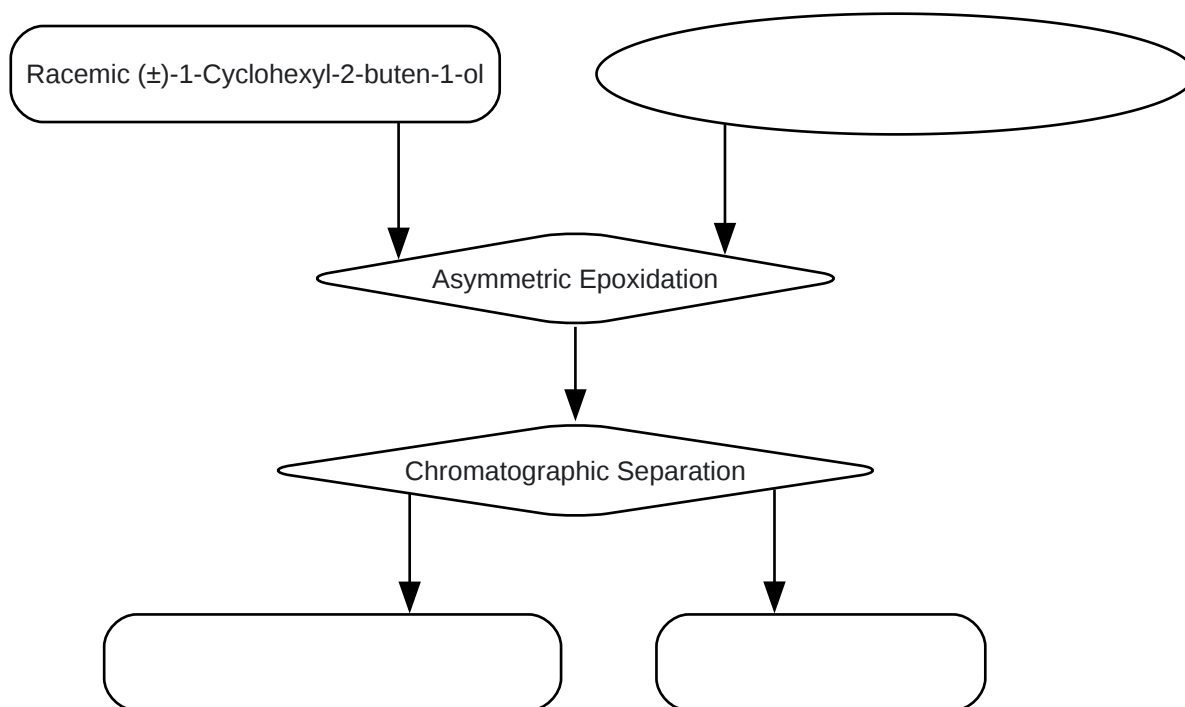 Racemic (±)-1-Cyclohexyl-2-buten-1-ol
Asymmetric Epoxidation
Chromatographic Separation